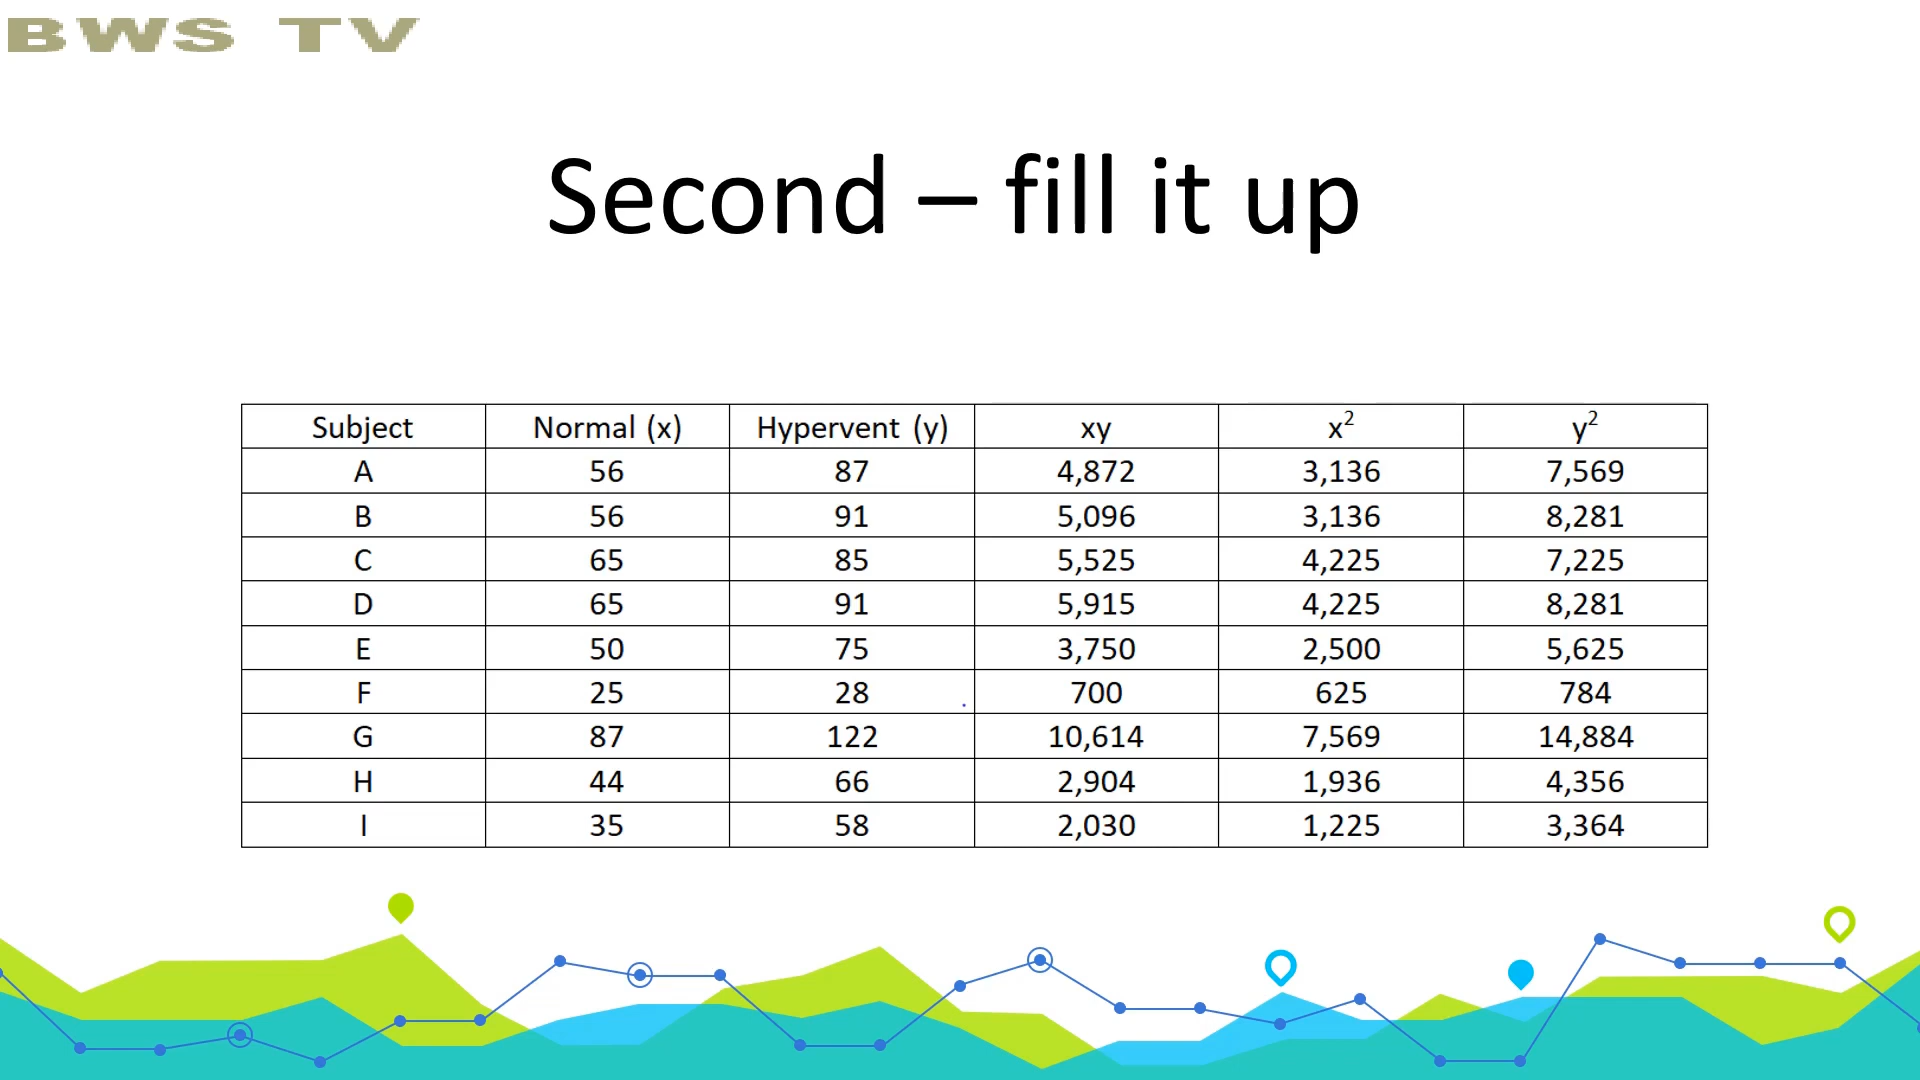 BWS TV
Second – fill it up
Subject Normal (x) Hypervent (y) xy x² y²
A 56 87 4,872 3,136 7,569
B 56 91 5,096 3,136 8,281
C 65 85 5,525 4,225 7,225
D 65 91 5,915 4,225 8,281
E 50 75 3,750 2,500 5,625
F 25 28 700 625 784
G 87 122 10,614 7,569 14,884
H 44 66 2,904 1,936 4,356
I 35 58 2,030 1,225 3,364